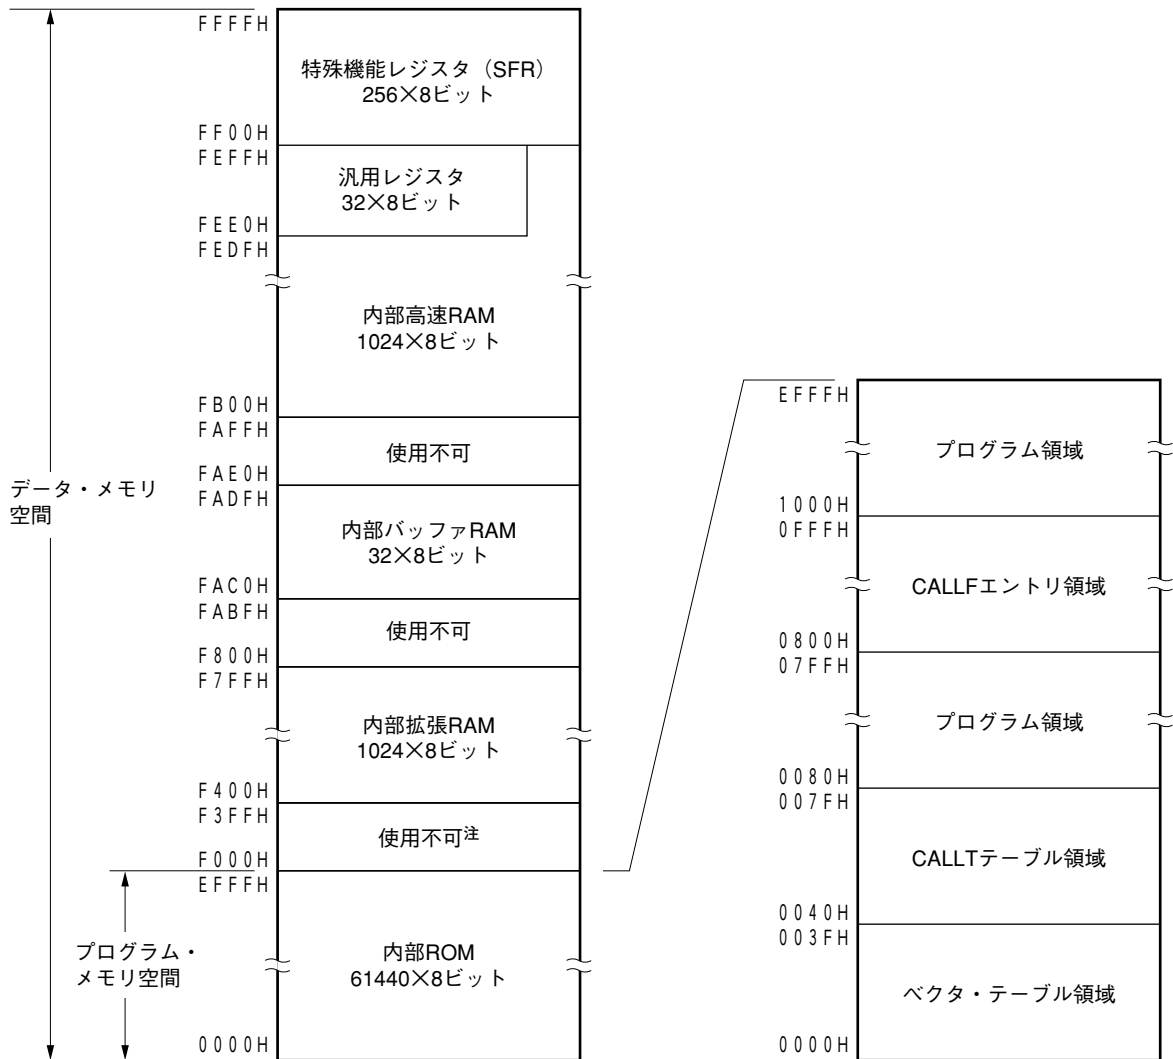 FFFFH
特殊機能レジスタ（SFR）
256×8ビット
FF00H
FEFFH
汎用レジスタ
32×8ビット
FEE0H
FEDFH
内部高速RAM
1024×8ビット
FB00H
FAFFH
使用不可
FAE0H
FADFH
データ・メモリ
空間
内部バッファRAM
32×8ビット
FAC0H
FABFH
使用不可
F800H
F7FFH
内部拡張RAM
1024×8ビット
F400H
F3FFH
使用不可注
F000H
EFFFH
プログラム・
メモリ空間
内部ROM
61440×8ビット
0000H
EFFFH
プログラム領域
1000H
0FFFH
CALLFエントリ領域
0800H
07FFH
プログラム領域
0080H
007FH
CALLTテーブル領域
0040H
003FH
ベクタ・テーブル領域
0000H